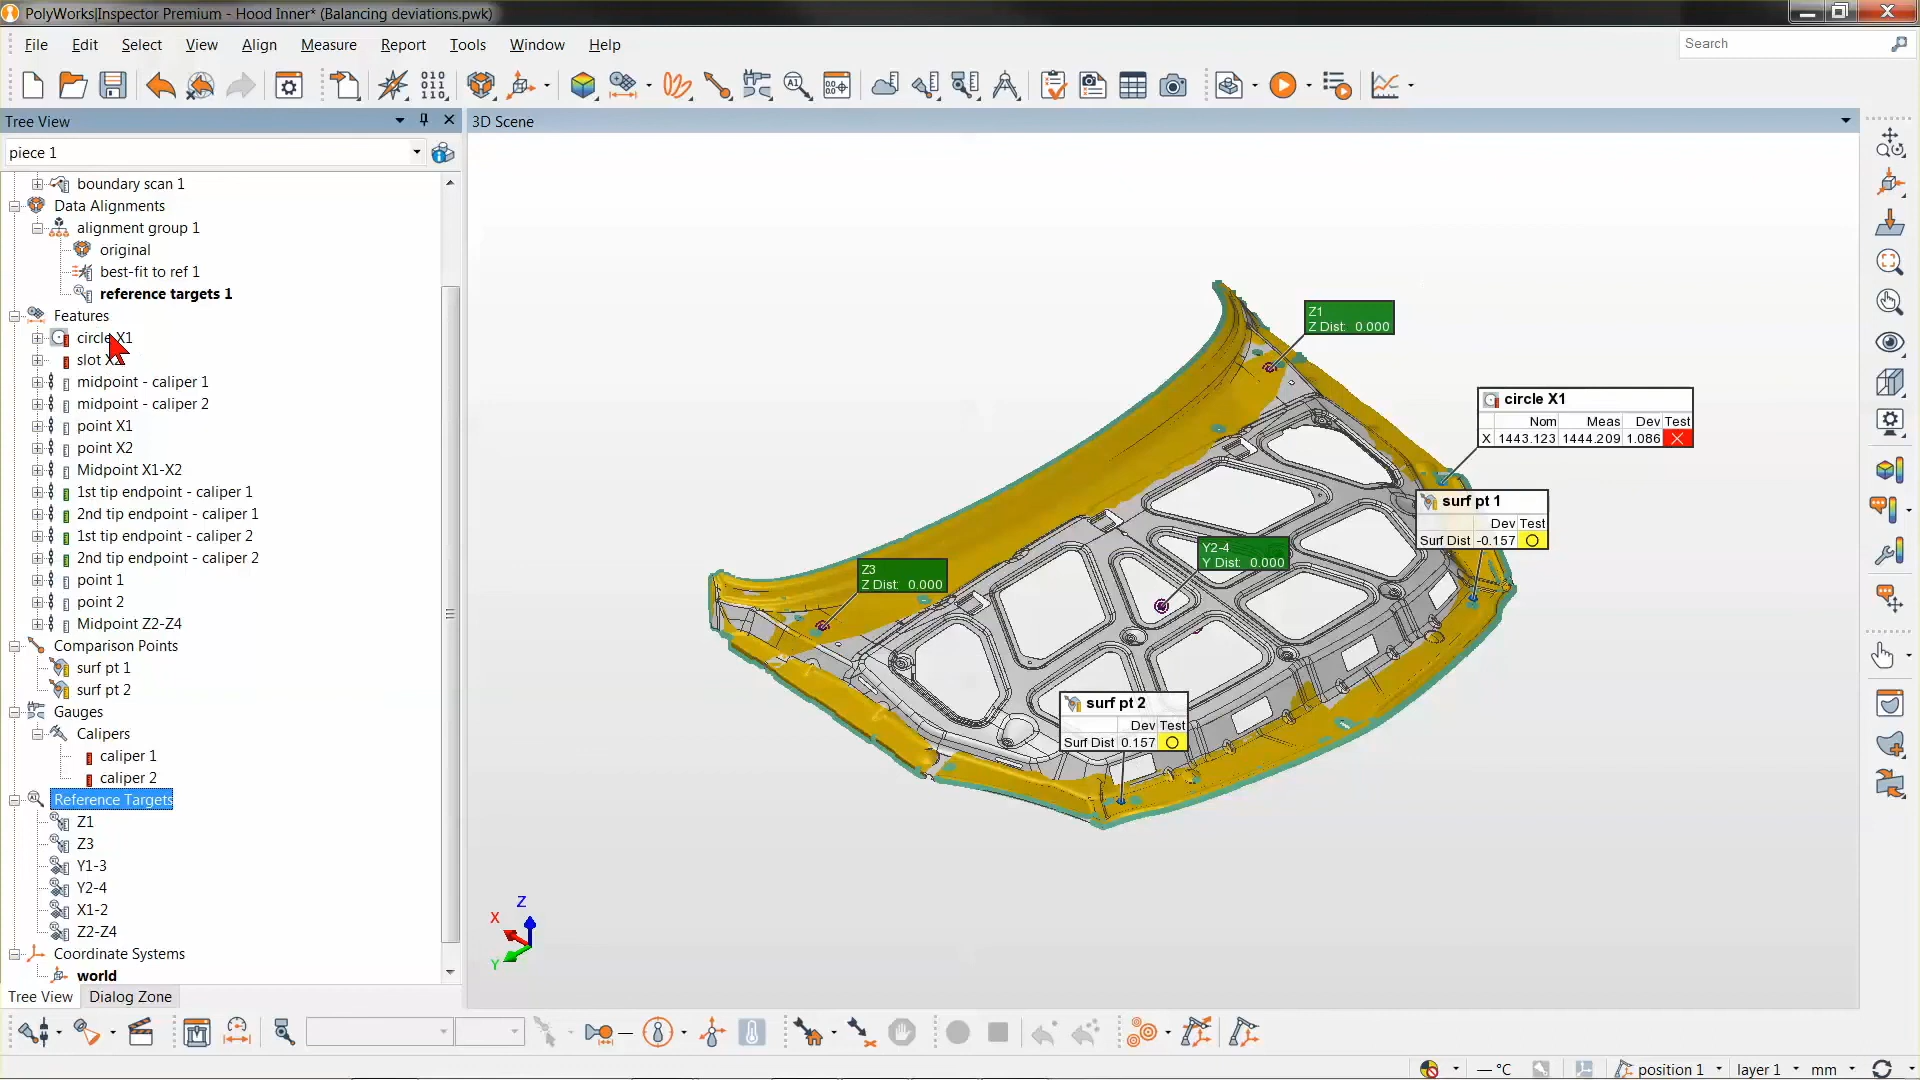 PolyWorks|Inspector Premium - Hood Inner* (Balancing deviations.pwk)
File Edit Select View Align Measure Report Tools Window Help
Search
Tree View
3D Scene
piece 1
boundary scan 1
Data Alignments
alignment group 1
original
best-fit to ref 1
reference targets 1
Features
circle X1
slot X2
midpoint - caliper 1
midpoint - caliper 2
point X1
point X2
Midpoint X1-X2
1st tip endpoint - caliper 1
2nd tip endpoint - caliper 1
1st tip endpoint - caliper 2
2nd tip endpoint - caliper 2
point 1
point 2
Midpoint Z2-Z4
Comparison Points
surf pt 1
surf pt 2
Gauges
Calipers
caliper 1
caliper 2
Reference Targets
Z1
Z3
Y1-3
Y2-4
X1-2
Z2-Z4
Coordinate Systems
world
Tree View Dialog Zone
Z1
Z Dist: 0.000
circle X1
Nom Meas Dev Test
X 1443.123 1444.209 1.086
surf pt 1
Dev Test
Surf Dist -0.157
Y2-4
Y Dist: 0.000
Z3
Z Dist: 0.000
surf pt 2
Dev Test
Surf Dist 0.157
Z
X
Y
— °C
position 1
layer 1
mm